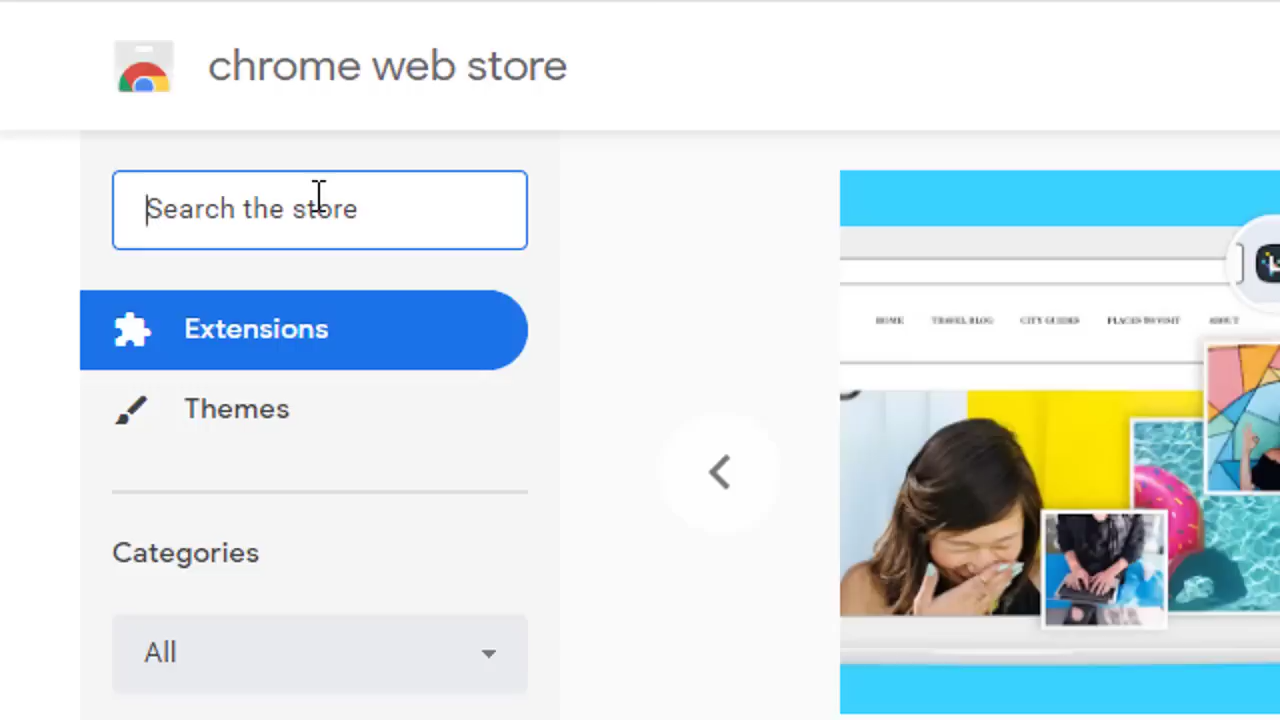 chrome web store
Search the store
Extensions
Themes
Categories
All
HOME TRAVEL BLOG CITY GUIDES PLACES TO VISIT ABOUT